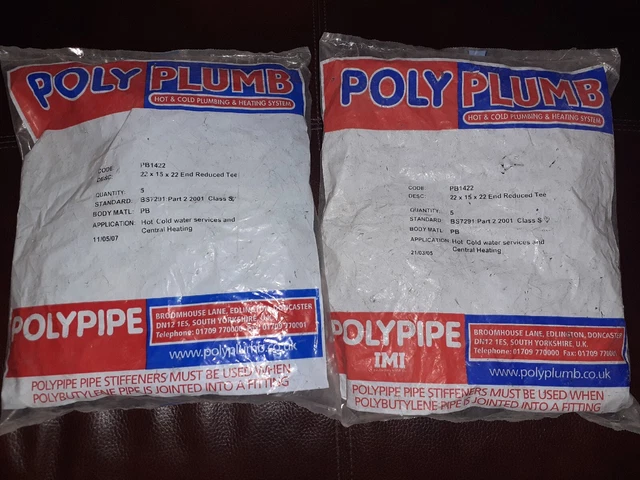 POLY PLUMB
HOT & COLD PLUMBING & HEATING SYSTEM
CODE PB1422
DESC 22 x 15 x 22 End Reduced Tee
QUANTITY: 5
STANDARD: BS7291 Part 2 2001 Class S
BODY MATL: PB
APPLICATION: Hot Cold water services and
Central Heating
11/05/07
POLYPIPE
BROOMHOUSE LANE, EDLINGTON, DONCASTER
DN12 1ES, SOUTH YORKSHIRE, U.K.
Telephone: 01709 770000 Fax: 01709 770001
www.polyplumb.co.uk
POLYPIPE PIPE STIFFENERS MUST BE USED WHEN
POLYBUTYLENE PIPE IS JOINTED INTO A FITTING
POLY PLUMB
HOT & COLD PLUMBING & HEATING SYSTEM
CODE PB1422
DESC 22 x 15 x 22 End Reduced Tee
QUANTITY: 5
STANDARD: BS7291 Part 2 2001 Class S
BODY MATL: PB
APPLICATION: Hot Cold water services and
Central Heating
21/03/05
POLYPIPE
IMI
BROOMHOUSE LANE, EDLINGTON, DONCASTER
DN12 1ES, SOUTH YORKSHIRE, U.K.
Telephone: 01709 770000 Fax: 01709 77000
www.polyplumb.co.uk
POLYPIPE PIPE STIFFENERS MUST BE USED WHEN
POLYBUTYLENE PIPE IS JOINTED INTO A FITTING